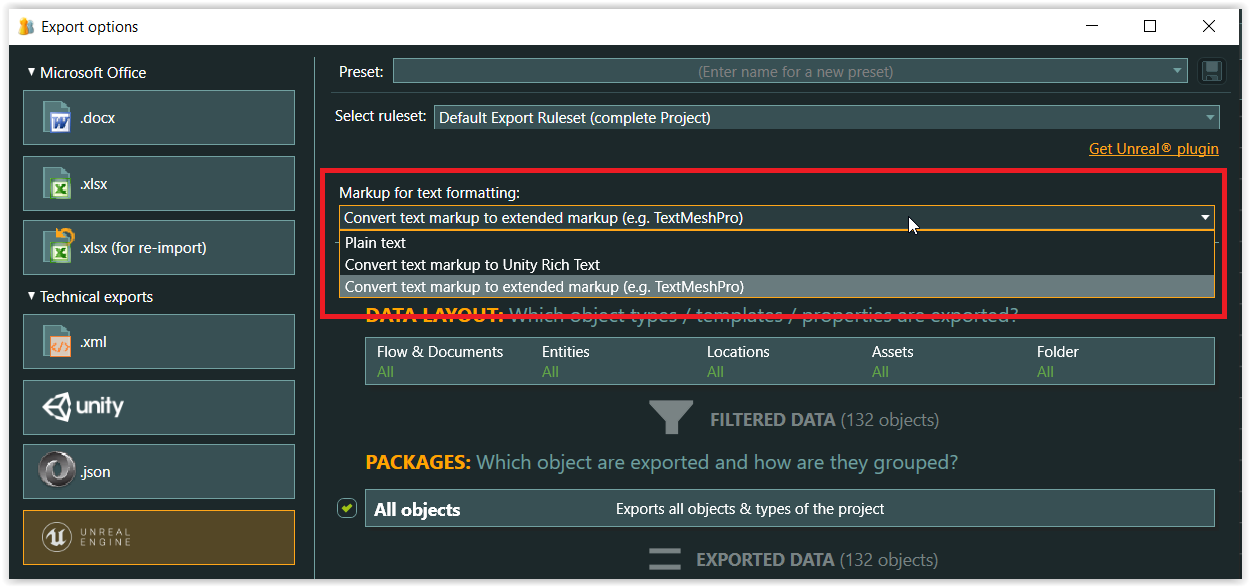 Export options
▼ Microsoft Office
.docx
.xlsx
.xlsx (for re-import)
▼ Technical exports
.xml
unity
.json
UNREAL
ENGINE
Preset: (Enter name for a new preset)
Select ruleset: Default Export Ruleset (complete Project)
Get Unreal® plugin
Markup for text formatting:
Convert text markup to extended markup (e.g. TextMeshPro)
Plain text
Convert text markup to Unity Rich Text
Convert text markup to extended markup (e.g. TextMeshPro)
DATA LAYOUT: Which object types / templates / properties are exported?
Flow & Documents Entities Locations Assets Folder
All All All All All
FILTERED DATA (132 objects)
PACKAGES: Which object are exported and how are they grouped?
All objects Exports all objects & types of the project
EXPORTED DATA (132 objects)